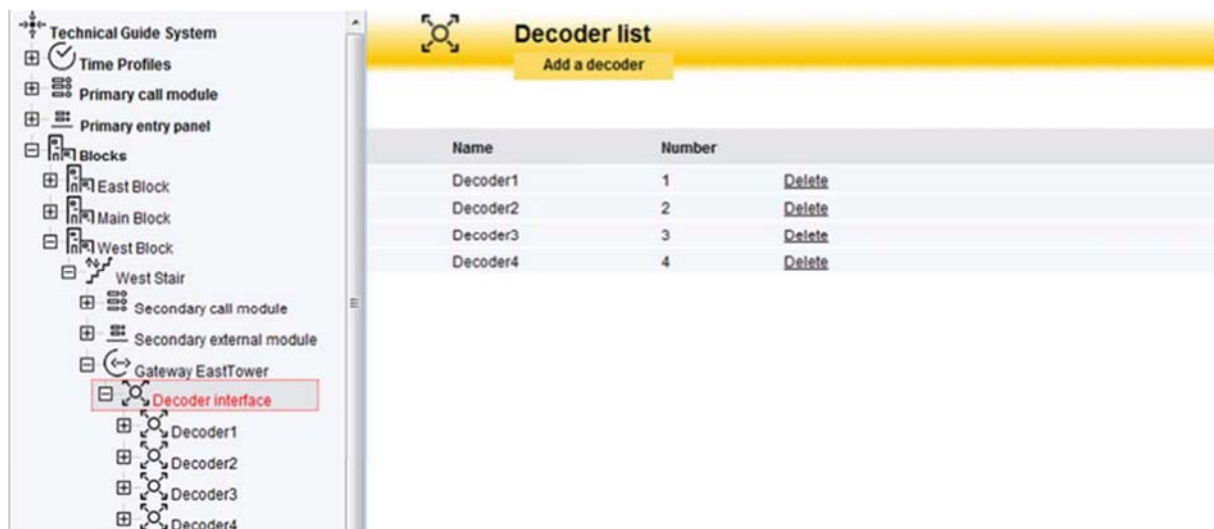 Technical Guide System
Time Profiles
Primary call module
Primary entry panel
Blocks
East Block
Main Block
West Block
West Stair
Secondary call module
Secondary external module
Gateway EastTower
Decoder interface
Decoder1
Decoder2
Decoder3
Decoder4
Decoder list
Add a decoder
Name Number
Decoder1 1 Delete
Decoder2 2 Delete
Decoder3 3 Delete
Decoder4 4 Delete